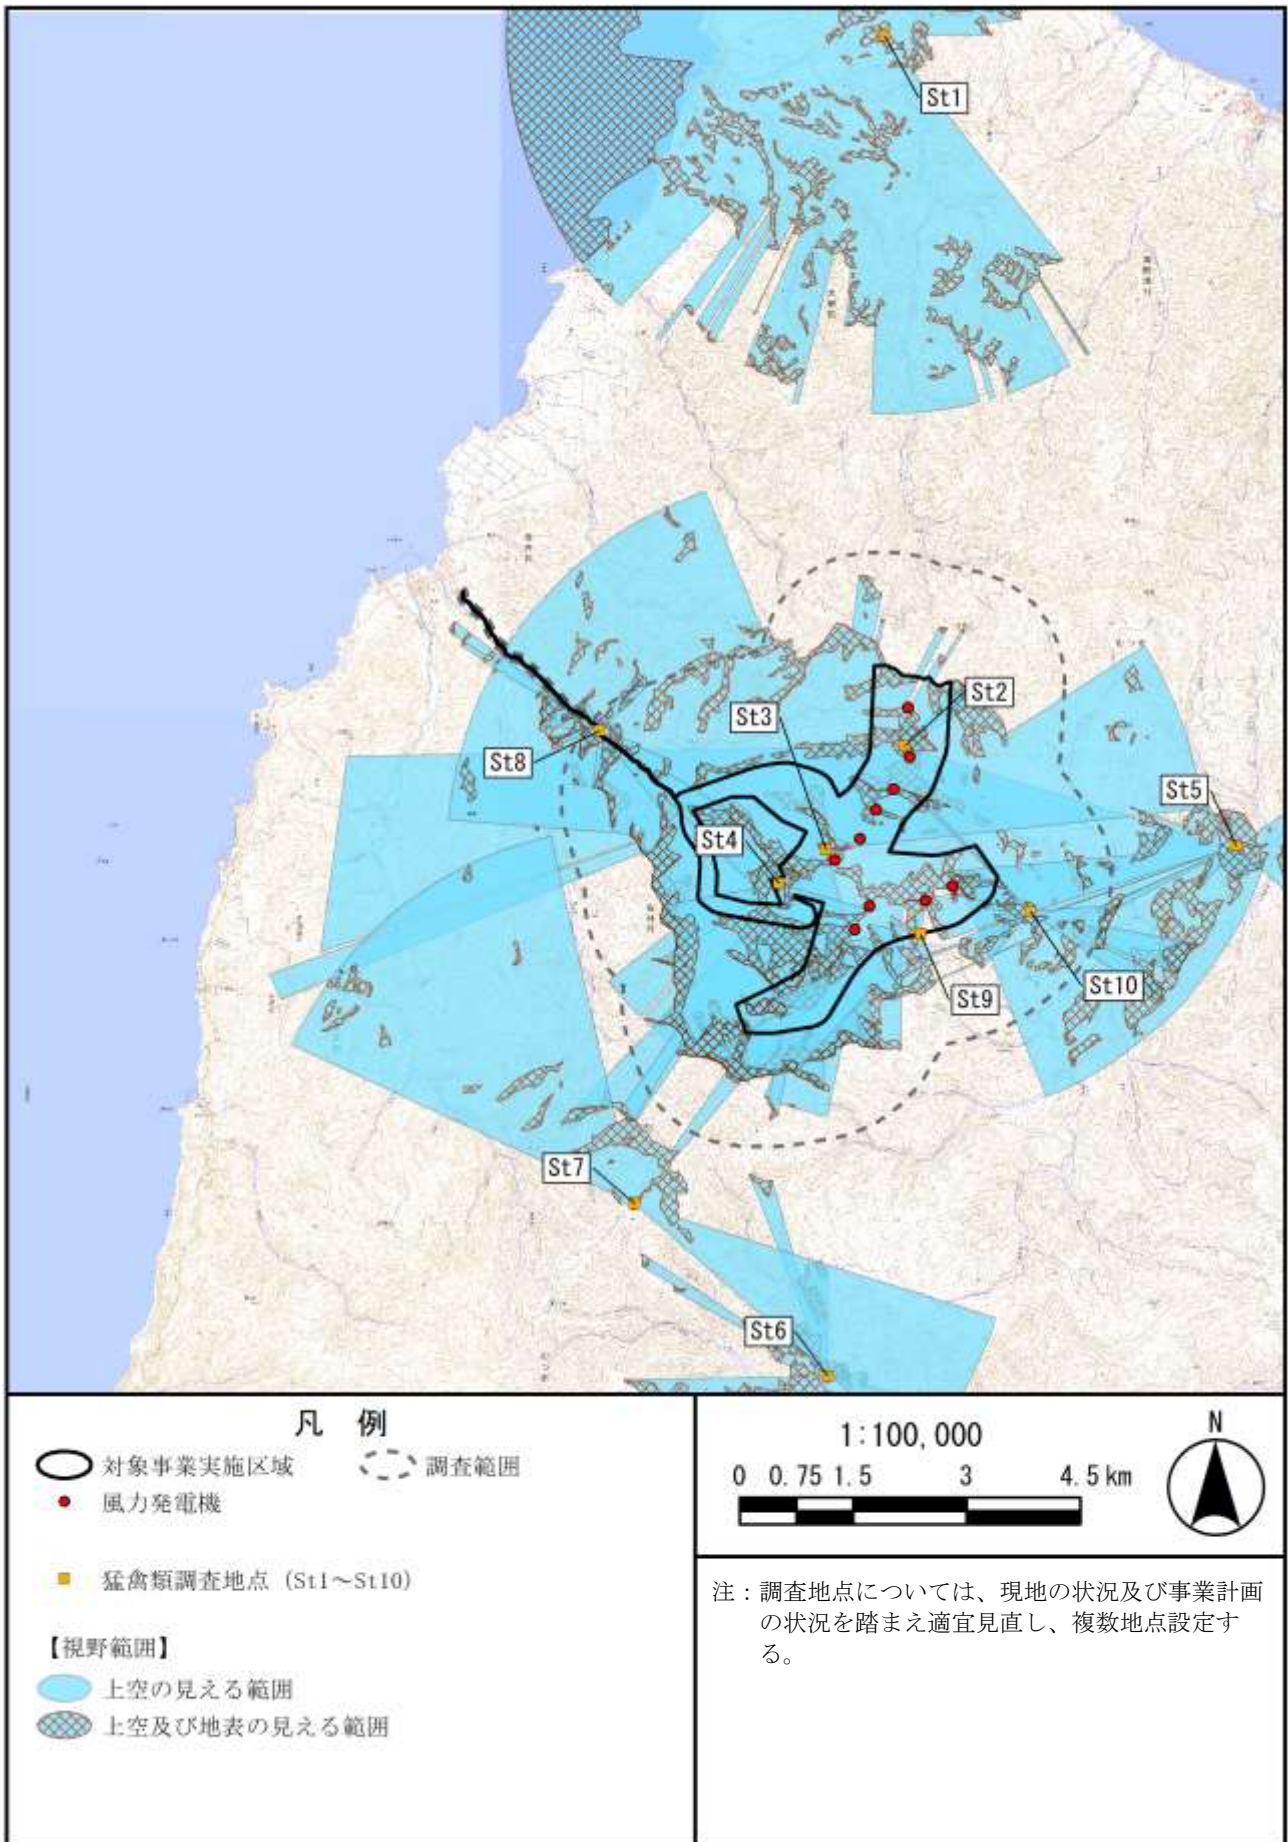 St1
St2
St3
St8
St5
St4
St10
St9
St7
St6
凡 例
対象事業実施区域
調査範囲
風力発電機
猛禽類調査地点 (St1~St10)
【視野範囲】
上空の見える範囲
上空及び地表の見える範囲
1:100,000
0 0.75 1.5 3 4.5 km
N
注:調査地点については、現地の状況及び事業計画
の状況を踏まえ適宜見直し、複数地点設定す
る。